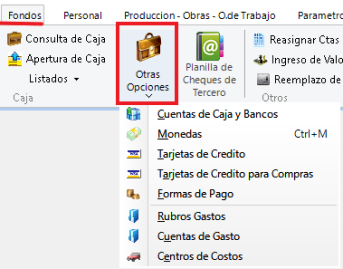 Fondos Personal Produccion - Obras - O.de Trabajo Parametro
Consulta de Caja
Apertura de Caja
Listados
Caja
Otras
Opciones
Planilla de
Cheques de
Tercero
Reasignar Ctas
Ingreso de Valo
Reemplazo de
Otros
Cuentas de Caja y Bancos
Monedas Ctrl+M
Tarjetas de Credito
Tarjetas de Credito para Compras
Formas de Pago
Rubros Gastos
Cuentas de Gasto
Centros de Costos